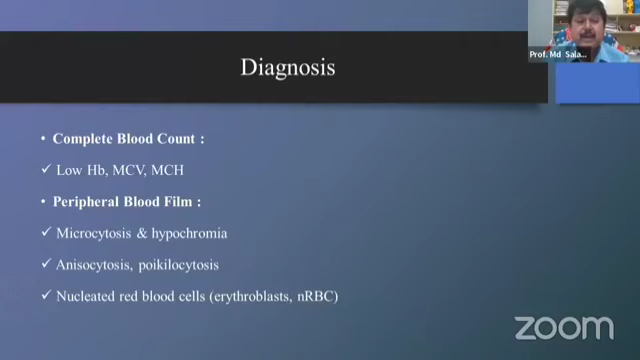 Prof. Md Sala...
Diagnosis
• Complete Blood Count :
✓ Low Hb, MCV, MCH
• Peripheral Blood Film :
✓ Microcytosis & hypochromia
✓ Anisocytosis, poikilocytosis
✓ Nucleated red blood cells (erythroblasts, nRBC)
zoom